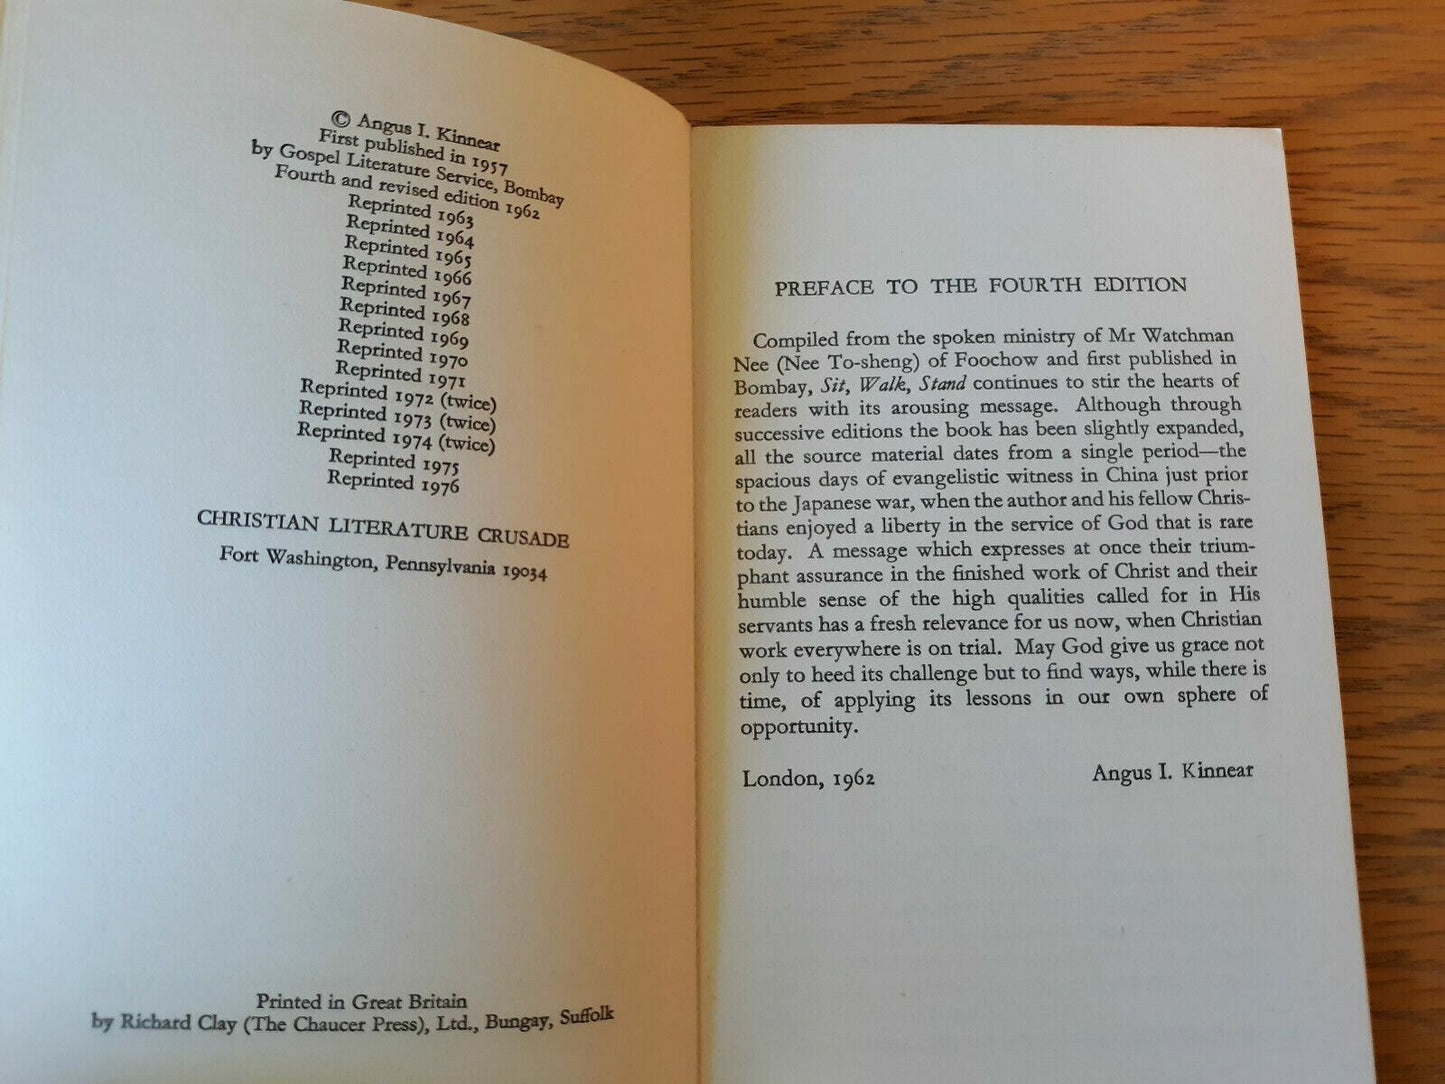 © Angus I. Kinnear
First published in 1957
by Gospel Literature Service, Bombay
Fourth and revised edition 1962
Reprinted 1963
Reprinted 1964
Reprinted 1965
Reprinted 1966
Reprinted 1967
Reprinted 1968
Reprinted 1969
Reprinted 1970
Reprinted 1971
Reprinted 1972 (twice)
Reprinted 1973 (twice)
Reprinted 1974 (twice)
Reprinted 1975
Reprinted 1976
CHRISTIAN LITERATURE CRUSADE
Fort Washington, Pennsylvania 19034
Printed in Great Britain
by Richard Clay (The Chaucer Press), Ltd., Bungay, Suffolk
PREFACE TO THE FOURTH EDITION
Compiled from the spoken ministry of Mr Watchman
Nee (Nee To-sheng) of Foochow and first published in
Bombay, Sit, Walk, Stand continues to stir the hearts of
readers with its arousing message. Although through
successive editions the book has been slightly expanded,
all the source material dates from a single period—the
spacious days of evangelistic witness in China just prior
to the Japanese war, when the author and his fellow Chris-
tians enjoyed a liberty in the service of God that is rare
today. A message which expresses at once their trium-
phant assurance in the finished work of Christ and their
humble sense of the high qualities called for in His
servants has a fresh relevance for us now, when Christian
work everywhere is on trial. May God give us grace not
only to heed its challenge but to find ways, while there is
time, of applying its lessons in our own sphere of
opportunity.
London, 1962 Angus I. Kinnear